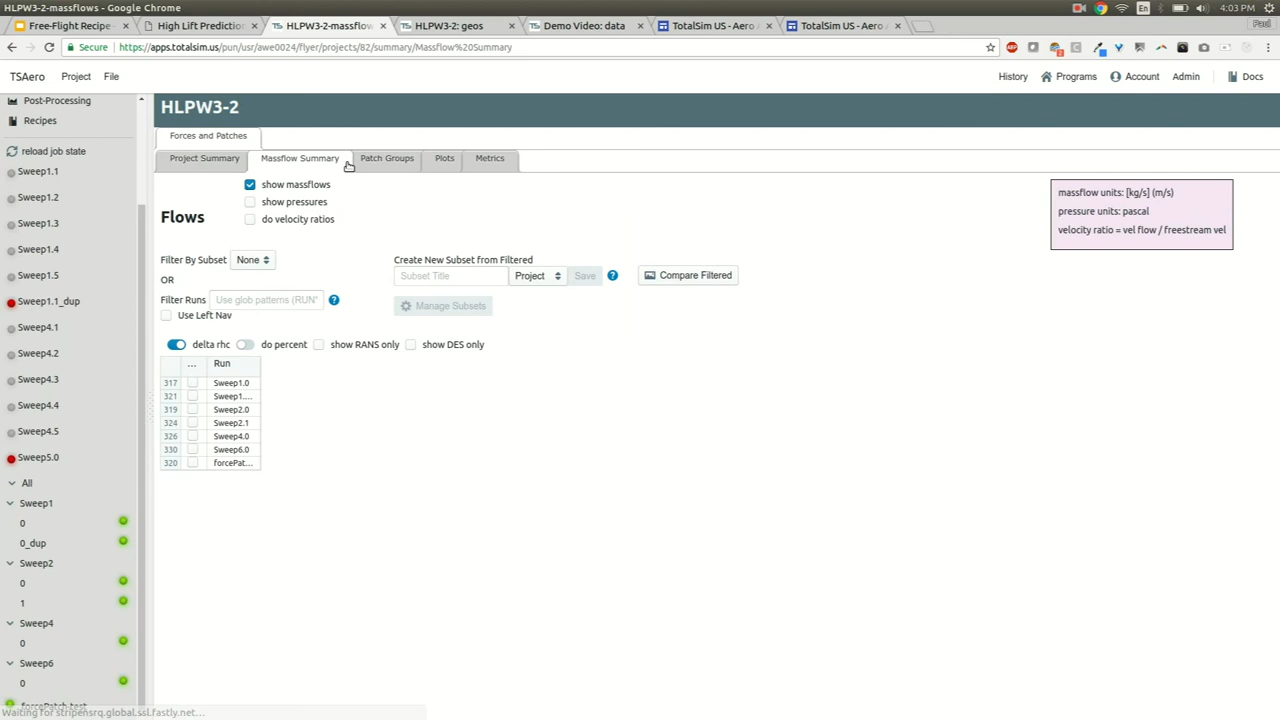 HLPW3-2-massflows - Google Chrome
En 4:03 PM
Free-Flight Recipe
High Lift Prediction
HLPW3-2-massflow
HLPW3-2: geos
Demo Video: data
TotalSim US - Aero
TotalSim US - Aero
Paul
Secure https://apps.totalsim.us/pun/usr/awe0024/flyer/projects/82/summary/Massflow%20Summary
TSAero Project File History Programs Account Admin Docs
Post-Processing
Recipes
reload job state
Sweep1.1
Sweep1.2
Sweep1.3
Sweep1.4
Sweep1.5
Sweep1.1_dup
Sweep4.1
Sweep4.2
Sweep4.3
Sweep4.4
Sweep4.5
Sweep5.0
All
Sweep1
0
0_dup
Sweep2
0
1
Sweep4
0
Sweep6
0
forcePatch.test
HLPW3-2
Forces and Patches
Project Summary Massflow Summary Patch Groups Plots Metrics
show massflows
show pressures
do velocity ratios
Flows
massflow units: [kg/s] (m/s)
pressure units: pascal
velocity ratio = vel flow / freestream vel
Filter By Subset None
OR
Filter Runs Use glob patterns (RUN* ?
Use Left Nav
Create New Subset from Filtered
Subset Title Project Save ? Compare Filtered
Manage Subsets
delta rhc do percent show RANS only show DES only
... Run
317 Sweep1.0
321 Sweep1....
319 Sweep2.0
324 Sweep2.1
326 Sweep4.0
330 Sweep6.0
320 forcePat...
Waiting for stripensrq.global.ssl.fastly.net...